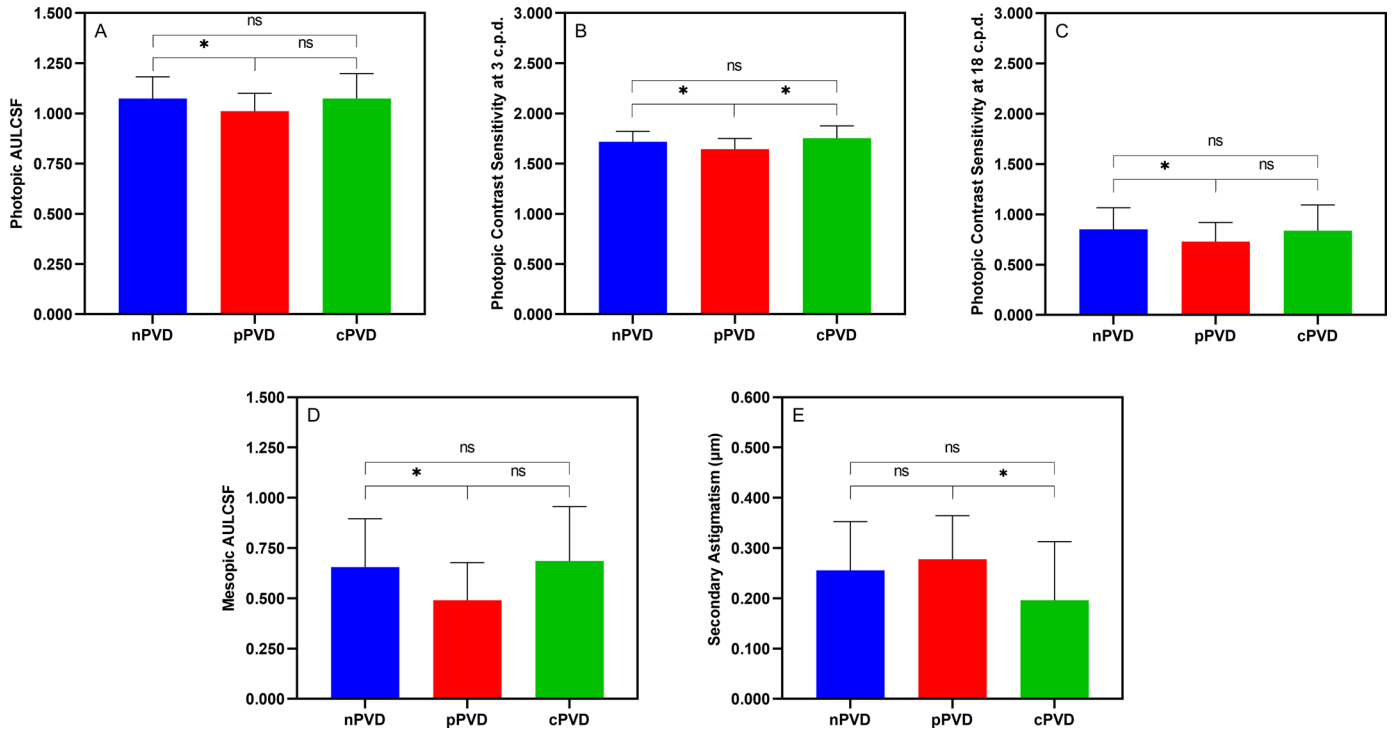 A
Photopic AULCSF
1.500
1.250
1.000
0.750
0.500
0.250
0.000
ns
* ns
nPVD pPVD cPVD
B
Photopic Contrast Sensitivity at 3 c.p.d.
3.000
2.500
2.000
1.500
1.000
0.500
0.000
ns
* *
nPVD pPVD cPVD
C
Photopic Contrast Sensitivity at 18 c.p.d.
3.000
2.500
2.000
1.500
1.000
0.500
0.000
ns
* ns
nPVD pPVD cPVD
D
Mesopic AULCSF
1.500
1.250
1.000
0.750
0.500
0.250
0.000
ns
* ns
nPVD pPVD cPVD
E
Secondary Astigmatism (μm)
0.600
0.500
0.400
0.300
0.200
0.100
0.000
ns
ns *
nPVD pPVD cPVD